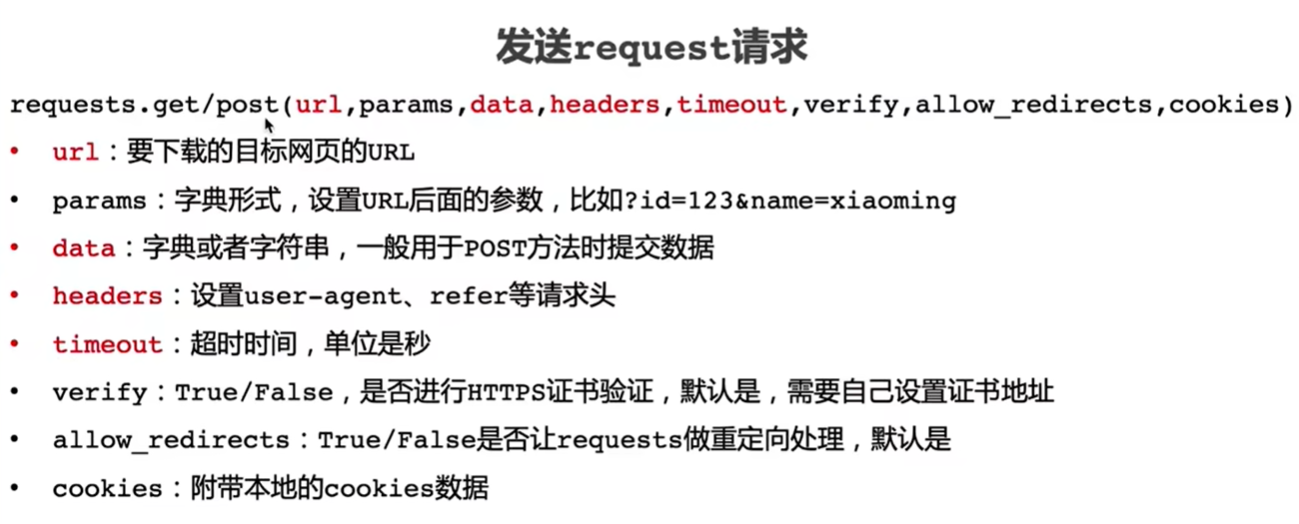 发送request请求
requests.get/post(url,params,data,headers,timeout,verify,allow_redirects,cookies)
• url：要下载的目标网页的URL
• params：字典形式，设置URL后面的参数，比如?id=123&name=xiaoming
• data：字典或者字符串，一般用于POST方法时提交数据
• headers：设置user-agent、refer等请求头
• timeout：超时时间，单位是秒
• verify：True/False，是否进行HTTPS证书验证，默认是，需要自己设置证书地址
• allow_redirects：True/False是否让requests做重定向处理，默认是
• cookies：附带本地的cookies数据